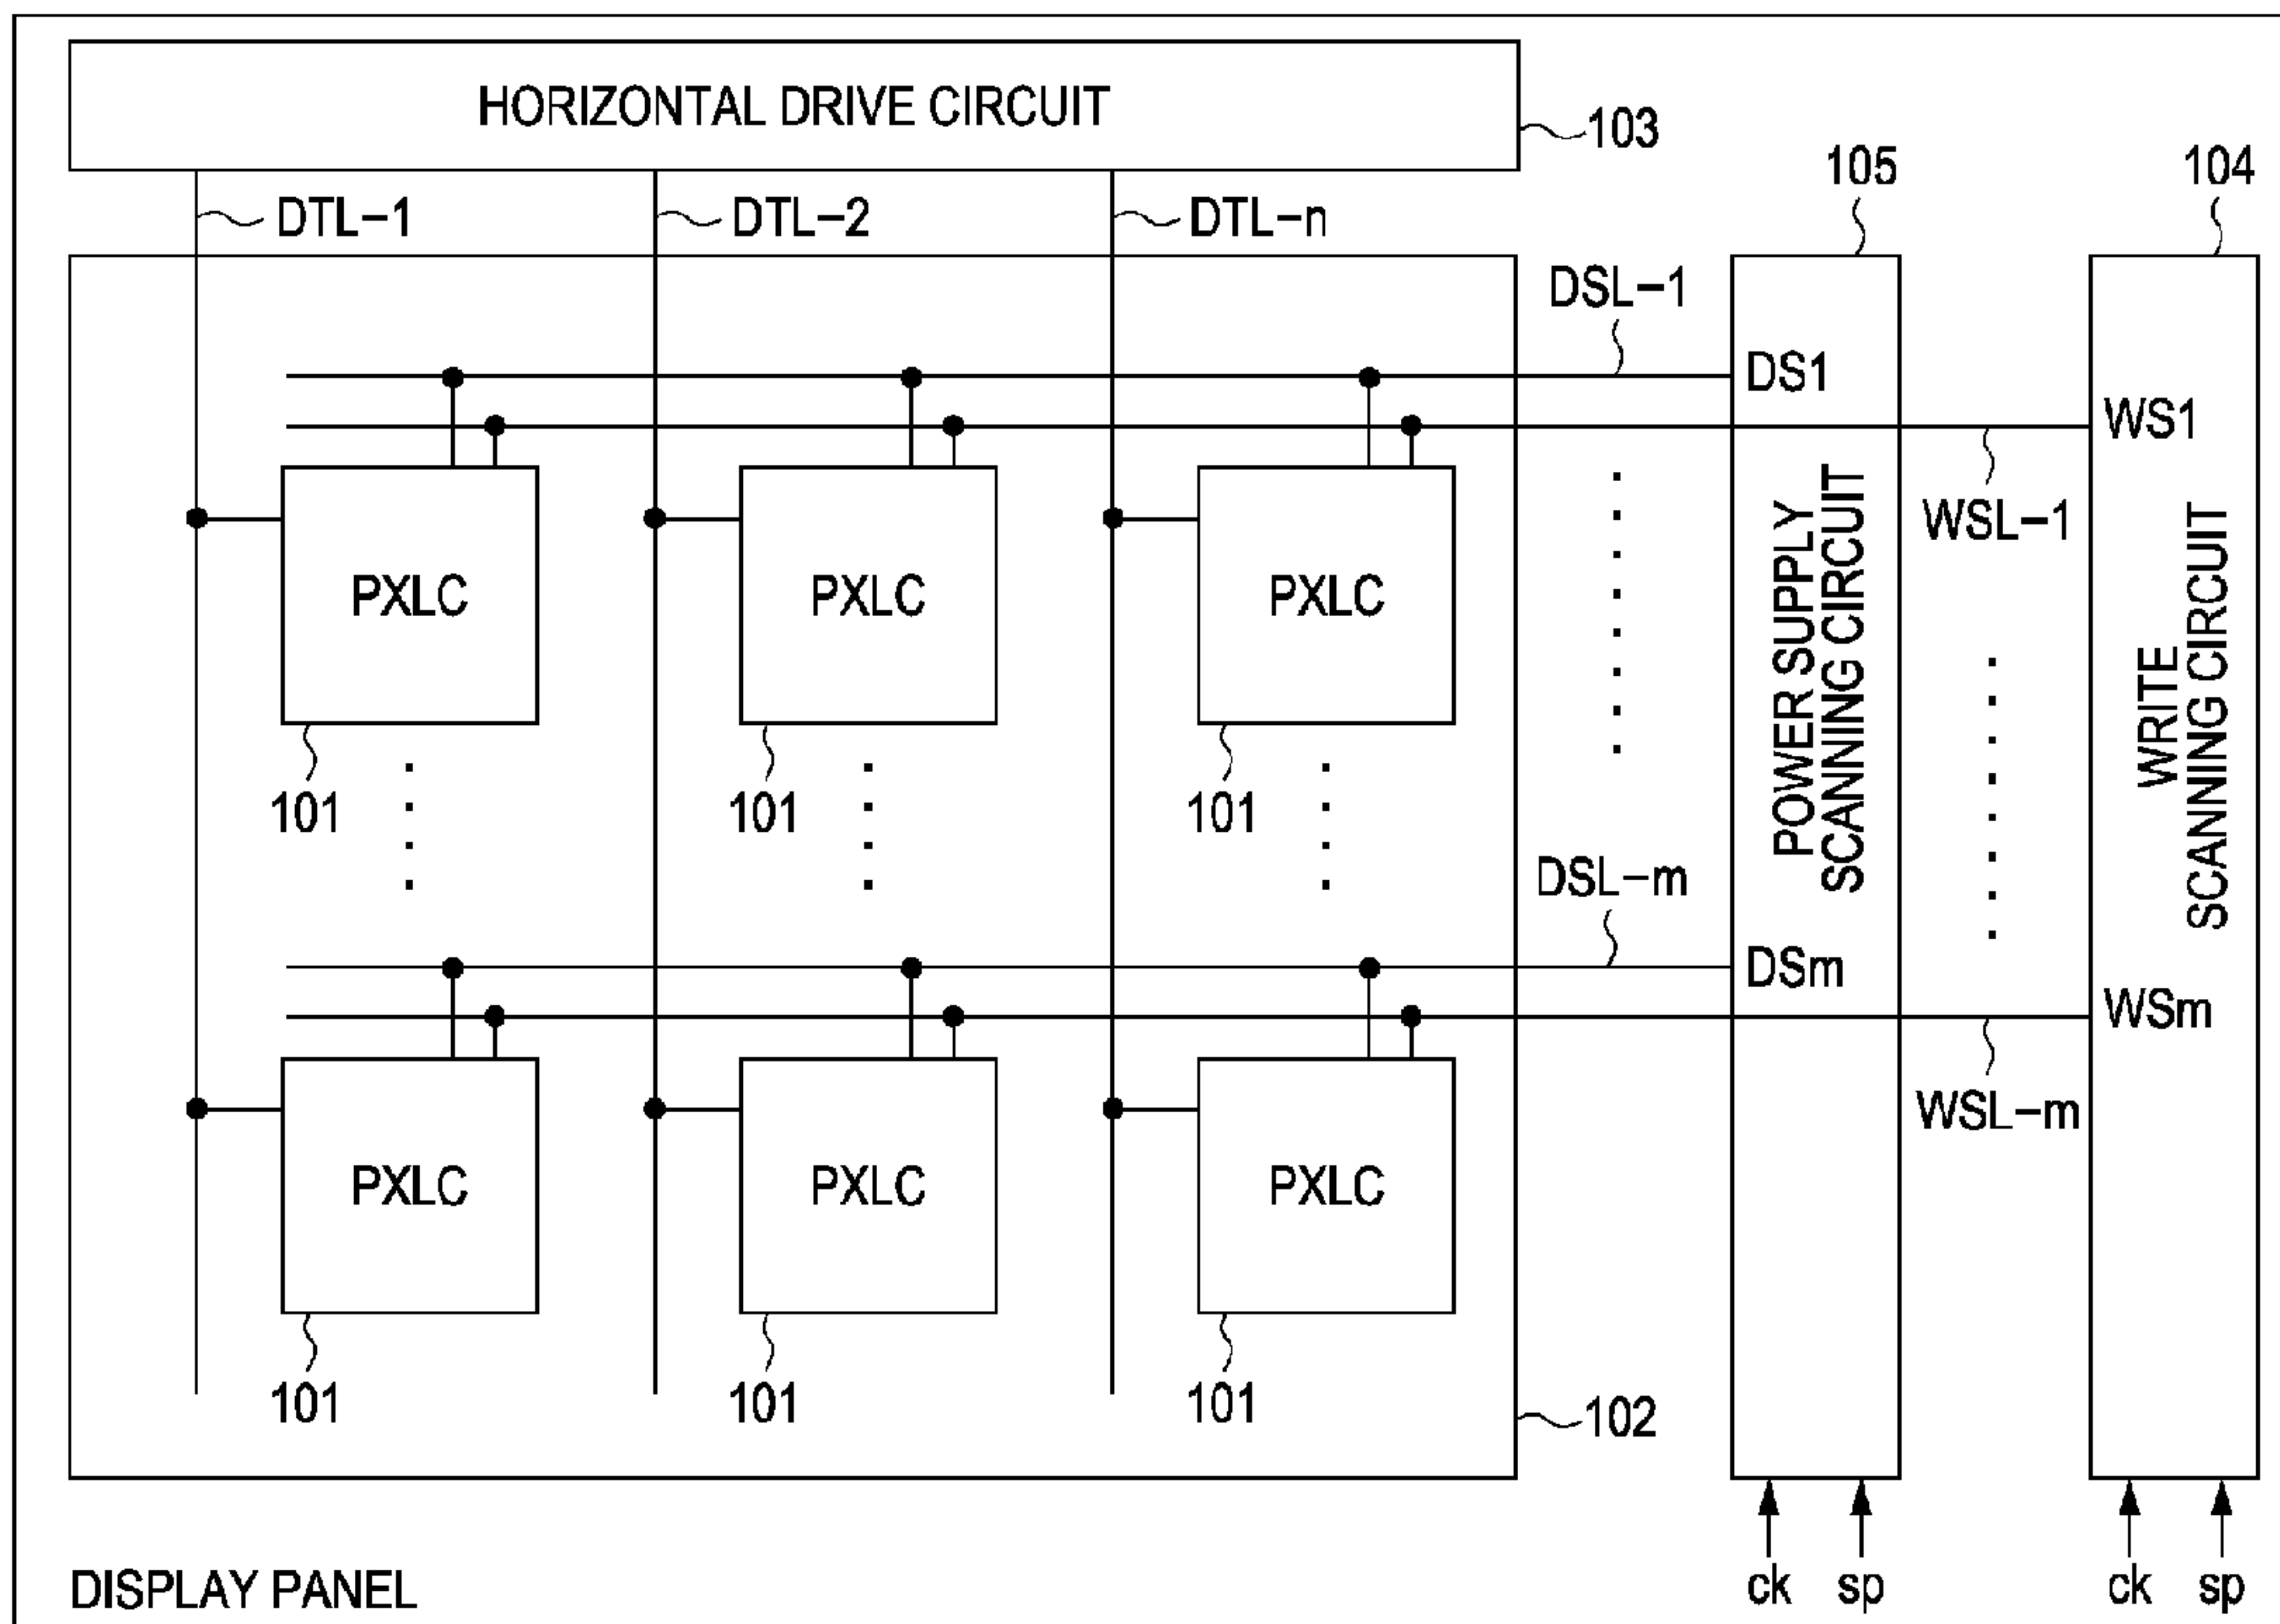 HORIZONTAL DRIVE CIRCUIT
103
105
104
DTL-1
DTL-2
DTL-n
DSL-1
DS1
WS1
WSL-1
PXLC
PXLC
PXLC
POWER SUPPLY
SCANNING CIRCUIT
WRITE
SCANNING CIRCUIT
101
101
101
DSL-m
DSm
WSm
WSL-m
PXLC
PXLC
PXLC
101
101
101
102
DISPLAY PANEL
ck
sp
ck
sp